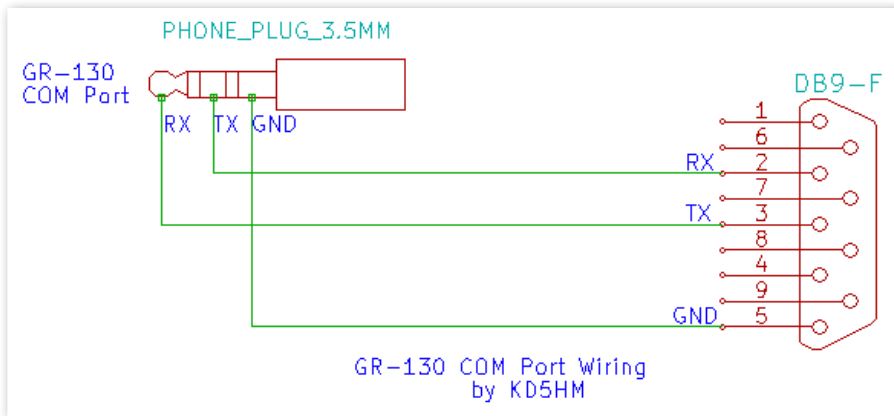 PHONE_PLUG_3.5MM
GR-130
COM Port
RX TX GND
DB9-F
1
6
RX 2
7
TX 3
8
4
9
GND 5
GR-130 COM Port Wiring
by KD5HM